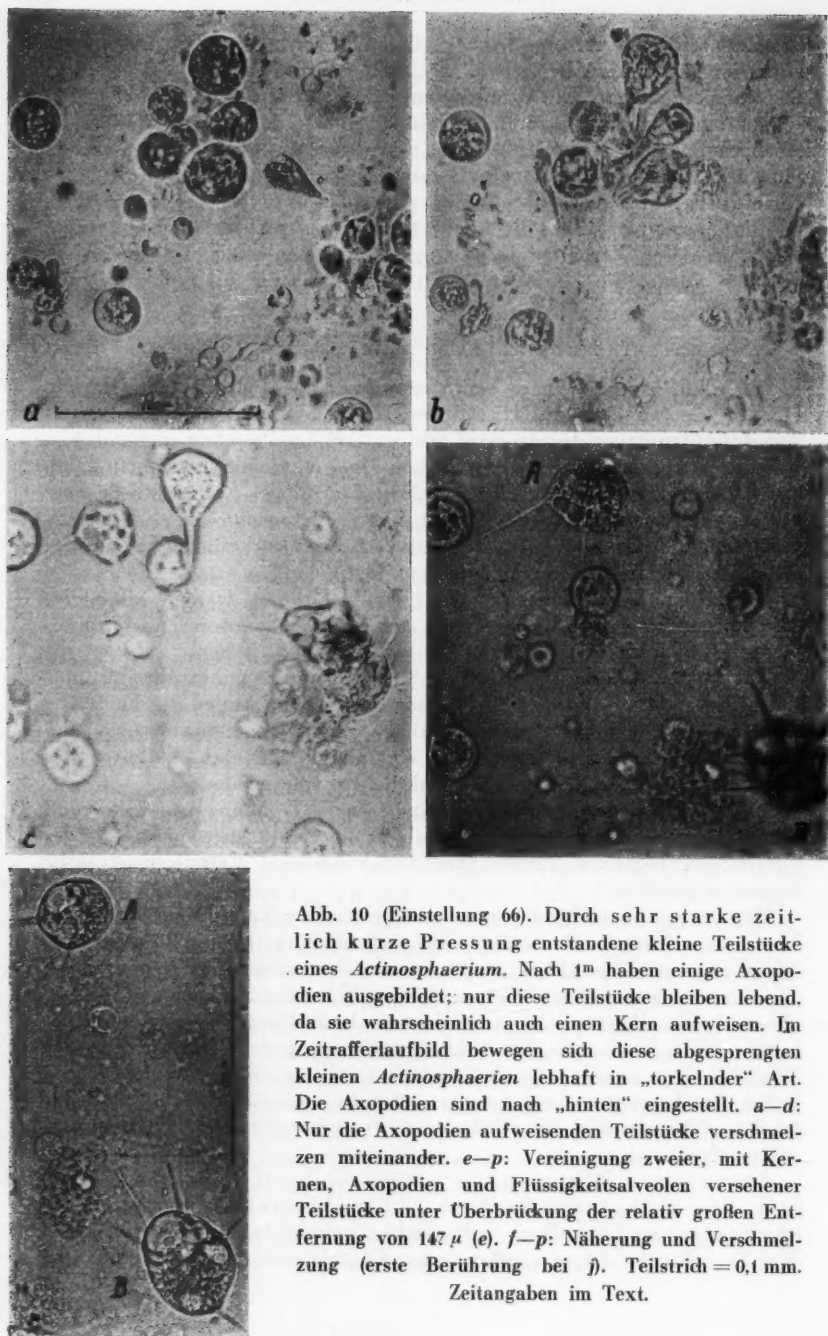 a
b
c
A
A
B
Abb. 10 (Einstellung 66). Durch sehr starke zeit-
lich kurze Pressung entstandene kleine Teilstücke
eines Actinosphaerium. Nach 1ᵐ haben einige Axopo-
dien ausgebildet; nur diese Teilstücke bleiben lebend.
da sie wahrscheinlich auch einen Kern aufweisen. Im
Zeitrafferlaufbild bewegen sich diese abgesprengten
kleinen Actinosphaerien lebhaft in „torkelnder“ Art.
Die Axopodien sind nach „hinten“ eingestellt. a—d:
Nur die Axopodien aufweisenden Teilstücke verschmel-
zen miteinander. e—p: Vereinigung zweier, mit Ker-
nen, Axopodien und Flüssigkeitsalveolen versehener
Teilstücke unter Überbrückung der relativ großen Ent-
fernung von 147 μ (e). f—p: Näherung und Verschmel-
zung (erste Berührung bei j). Teilstrich = 0,1 mm.
Zeitangaben im Text.